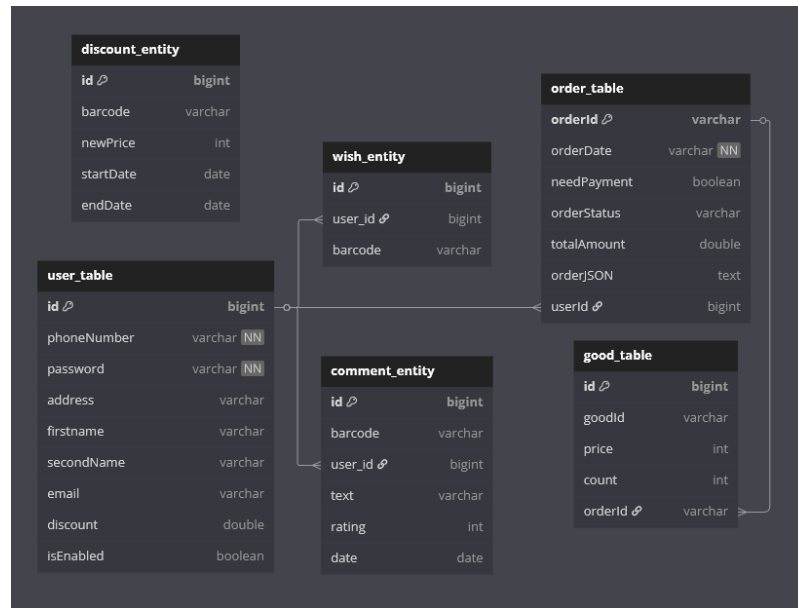 discount_entity
id bigint
barcode varchar
newPrice int
startDate date
endDate date
wish_entity
id bigint
user_id bigint
barcode varchar
order_table
orderId varchar
orderDate varchar NN
needPayment boolean
orderStatus varchar
totalAmount double
orderJSON text
userId bigint
user_table
id bigint
phoneNumber varchar NN
password varchar NN
address varchar
firstname varchar
secondName varchar
email varchar
discount double
isEnabled boolean
comment_entity
id bigint
barcode varchar
user_id bigint
text varchar
rating int
date date
good_table
id bigint
goodId varchar
price int
count int
orderId varchar